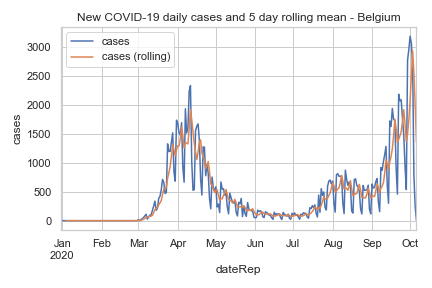 New COVID-19 daily cases and 5 day rolling mean - Belgium
cases
cases (rolling)
3000
2500
2000
1500
1000
500
0
cases
Jan Feb Mar Apr May Jun Jul Aug Sep Oct
2020
dateRep